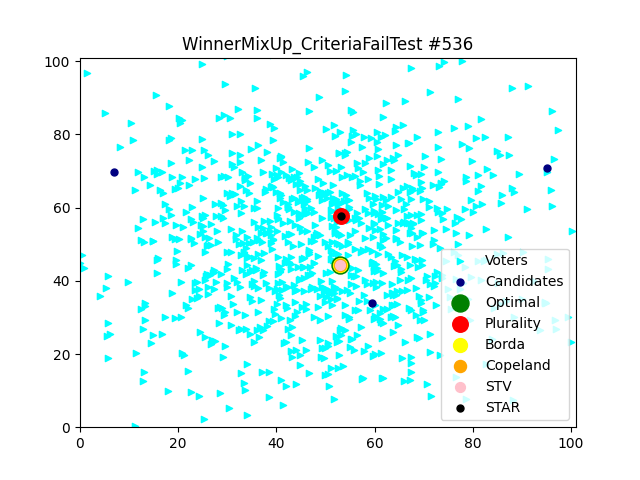 WinnerMixUp_CriteriaFailTest #536
100
80
60
40
20
0
0
20
40
60
80
100
Voters
Candidates
Optimal
Plurality
Borda
Copeland
STV
STAR